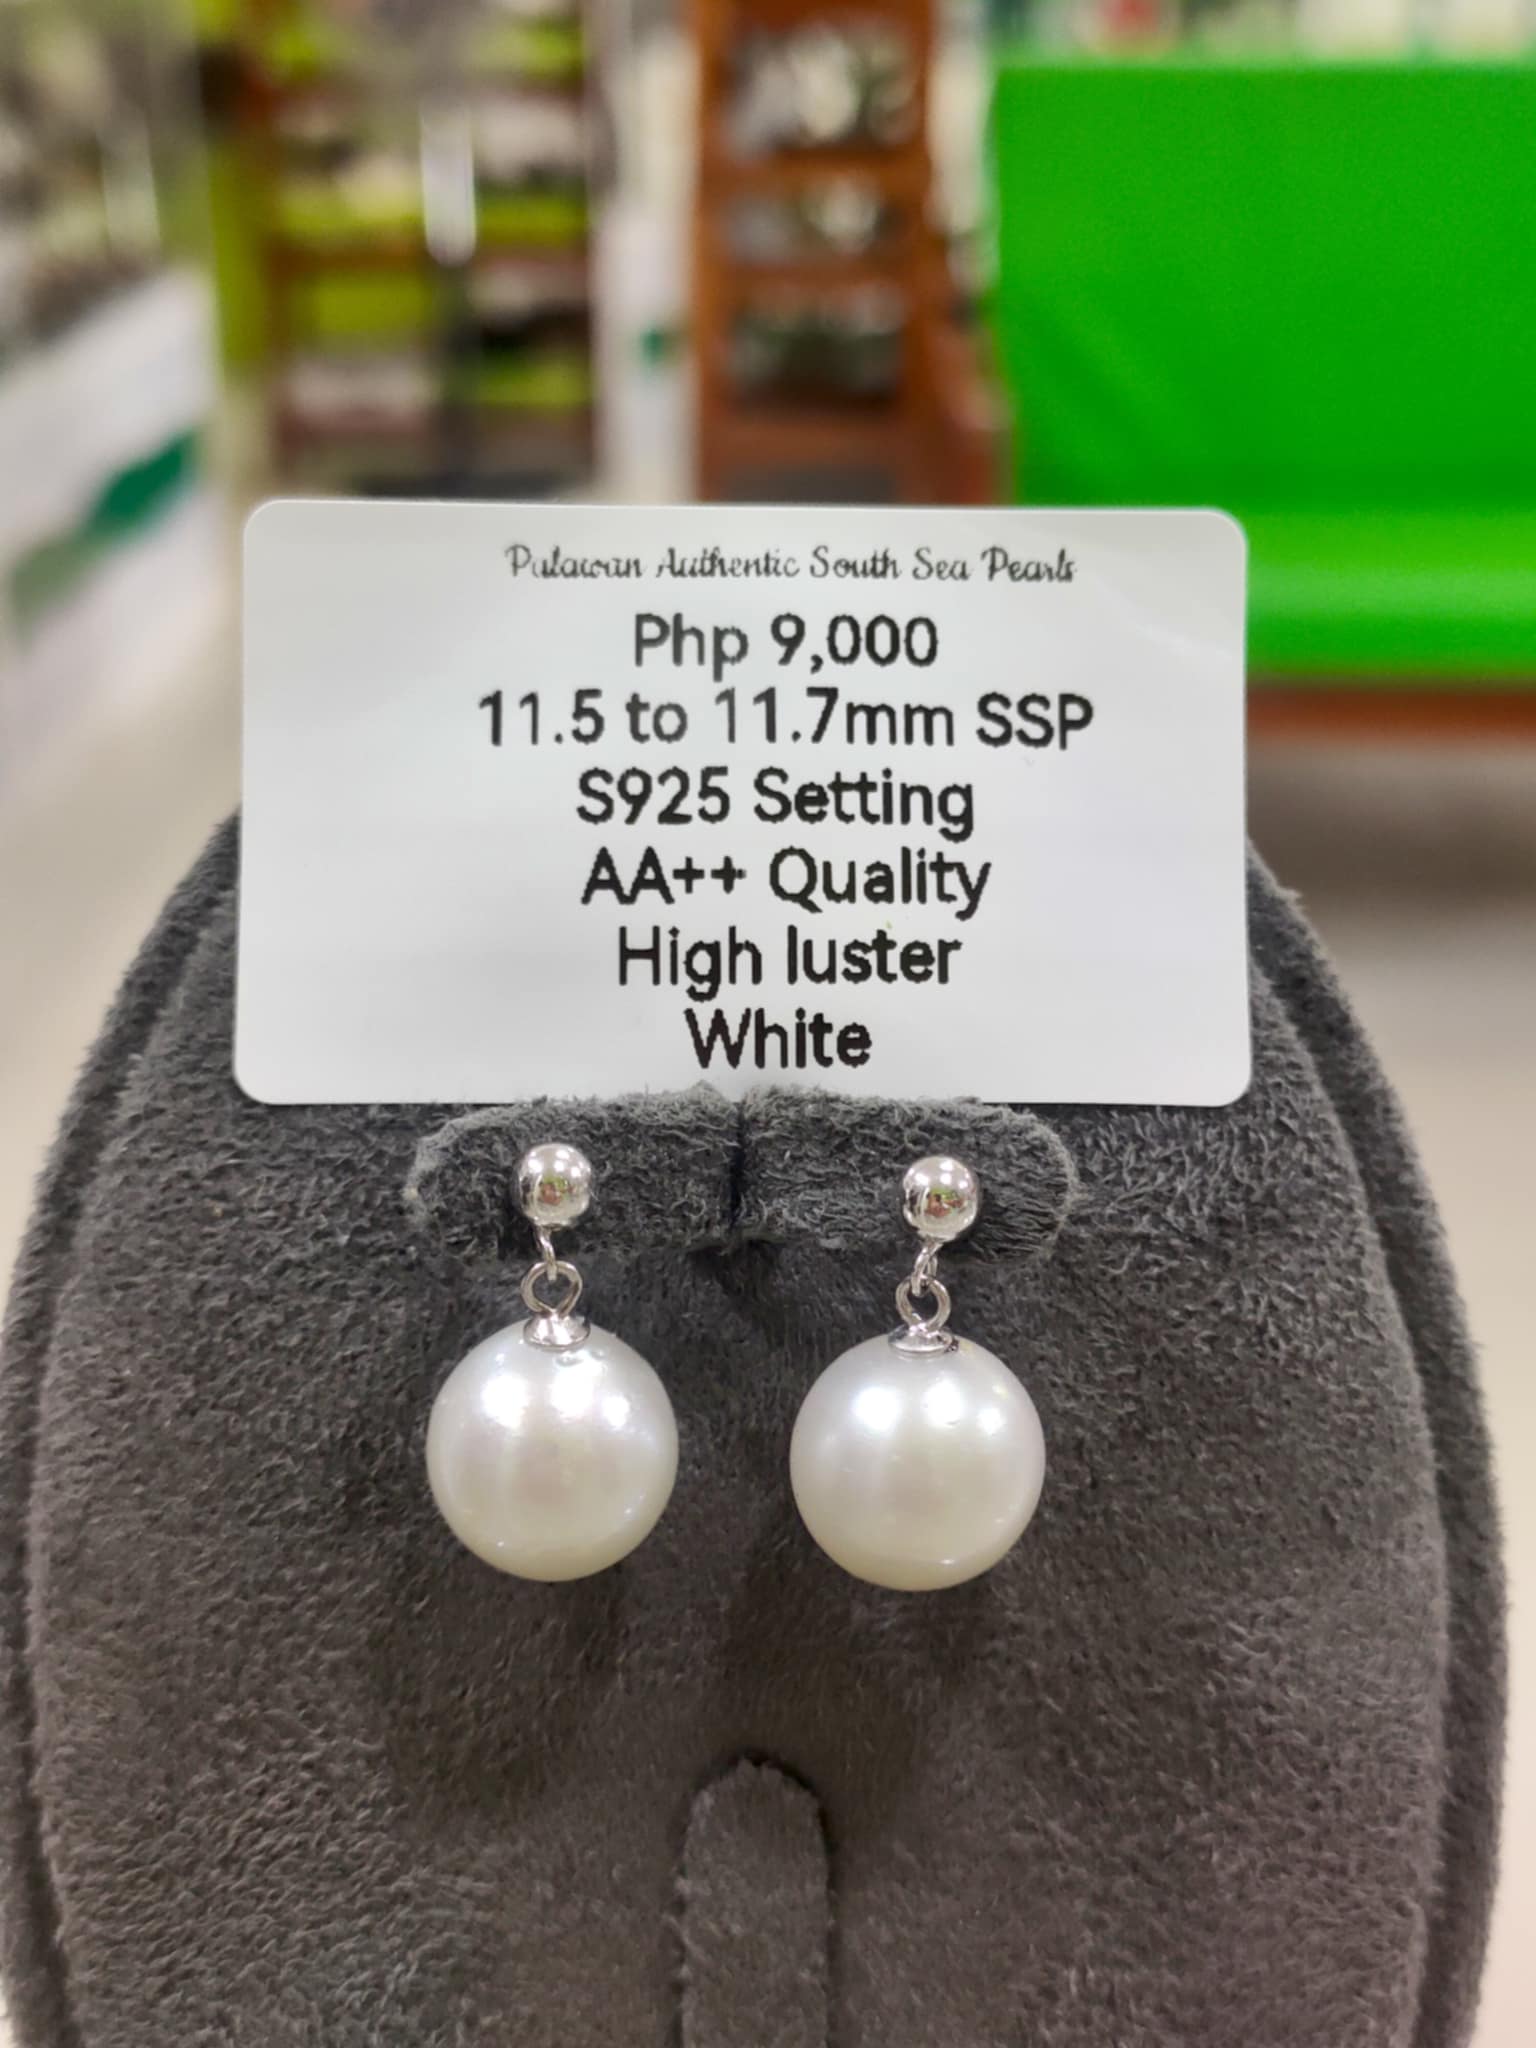 Palawan Authentic South Sea Pearls
Php 9,000
11.5 to 11.7mm SSP
S925 Setting
AA++ Quality
High luster
White